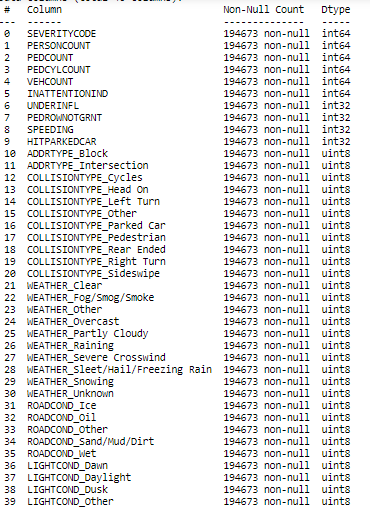 # Column Non-Null Count Dtype
--- ------ -------------- -----
0 SEVERITYCODE 194673 non-null int64
1 PERSONCOUNT 194673 non-null int64
2 PEDCOUNT 194673 non-null int64
3 PEDCYLCOUNT 194673 non-null int64
4 VEHCOUNT 194673 non-null int64
5 INATTENTIONIND 194673 non-null int64
6 UNDERINFL 194673 non-null int32
7 PEDROWNOTGRNT 194673 non-null int32
8 SPEEDING 194673 non-null int32
9 HITPARKEDCAR 194673 non-null int32
10 ADDRTYPE_Block 194673 non-null uint8
11 ADDRTYPE_Intersection 194673 non-null uint8
12 COLLISIONTYPE_Cycles 194673 non-null uint8
13 COLLISIONTYPE_Head On 194673 non-null uint8
14 COLLISIONTYPE_Left Turn 194673 non-null uint8
15 COLLISIONTYPE_Other 194673 non-null uint8
16 COLLISIONTYPE_Parked Car 194673 non-null uint8
17 COLLISIONTYPE_Pedestrian 194673 non-null uint8
18 COLLISIONTYPE_Rear Ended 194673 non-null uint8
19 COLLISIONTYPE_Right Turn 194673 non-null uint8
20 COLLISIONTYPE_Sideswipe 194673 non-null uint8
21 WEATHER_Clear 194673 non-null uint8
22 WEATHER_Fog/Smog/Smoke 194673 non-null uint8
23 WEATHER_Other 194673 non-null uint8
24 WEATHER_Overcast 194673 non-null uint8
25 WEATHER_Partly Cloudy 194673 non-null uint8
26 WEATHER_Raining 194673 non-null uint8
27 WEATHER_Severe Crosswind 194673 non-null uint8
28 WEATHER_Sleet/Hail/Freezing Rain 194673 non-null uint8
29 WEATHER_Snowing 194673 non-null uint8
30 WEATHER_Unknown 194673 non-null uint8
31 ROADCOND_Ice 194673 non-null uint8
32 ROADCOND_Oil 194673 non-null uint8
33 ROADCOND_Other 194673 non-null uint8
34 ROADCOND_Sand/Mud/Dirt 194673 non-null uint8
35 ROADCOND_Wet 194673 non-null uint8
36 LIGHTCOND_Dawn 194673 non-null uint8
37 LIGHTCOND_Daylight 194673 non-null uint8
38 LIGHTCOND_Dusk 194673 non-null uint8
39 LIGHTCOND_Other 194673 non-null uint8